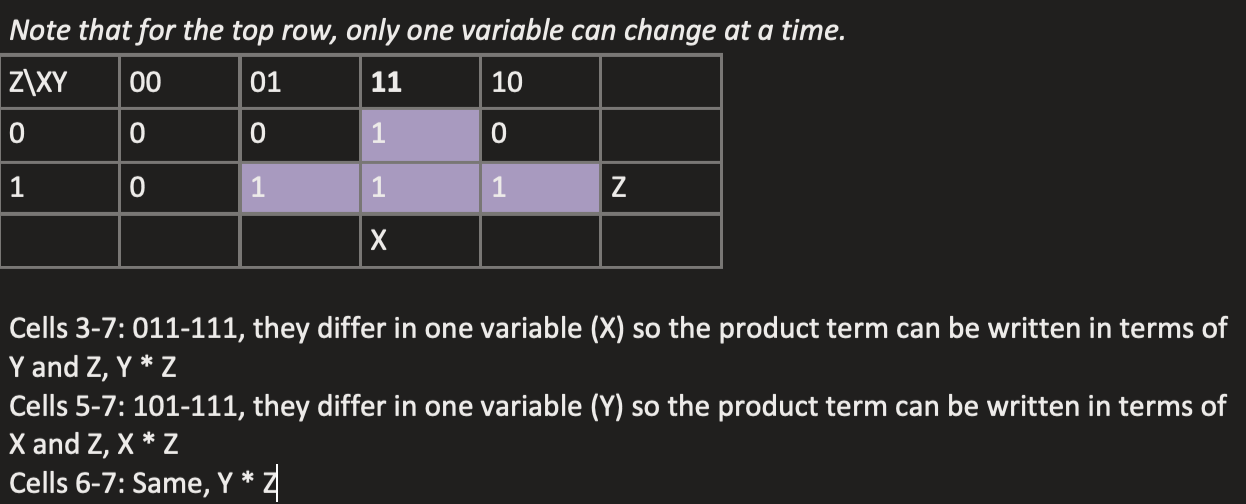 Note that for the top row, only one variable can change at a time.
Z\XY 00 01 11 10
0 0 0 1 0
1 0 1 1 1 Z
X
Cells 3-7: 011-111, they differ in one variable (X) so the product term can be written in terms of
Y and Z, Y * Z
Cells 5-7: 101-111, they differ in one variable (Y) so the product term can be written in terms of
X and Z, X * Z
Cells 6-7: Same, Y * Z